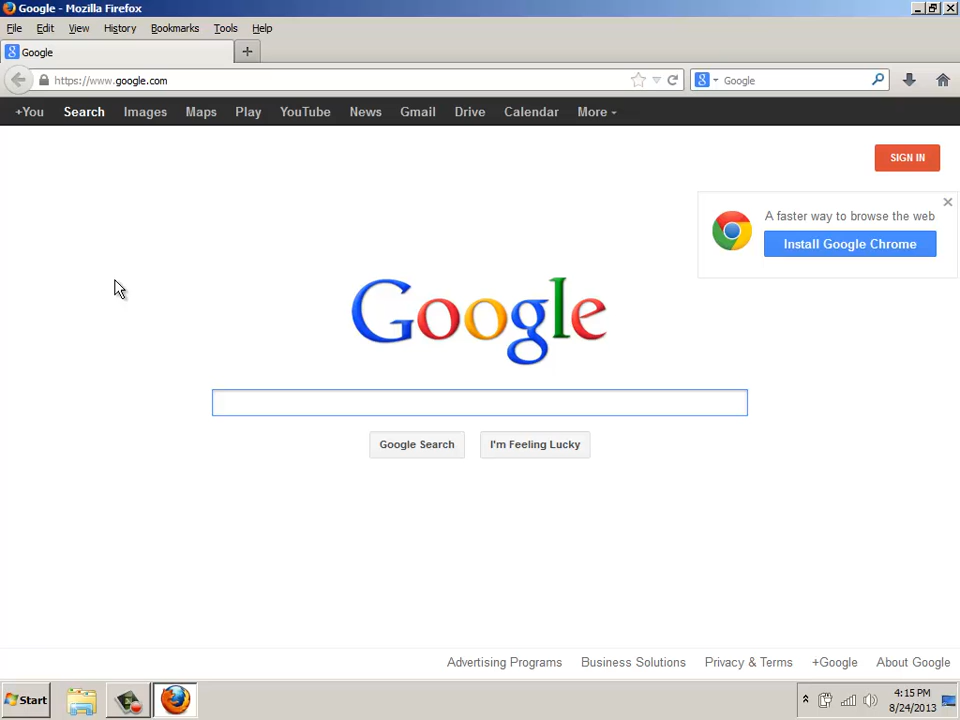 Google - Mozilla Firefox
File Edit View History Bookmarks Tools Help
Google
https://www.google.com
Google
+You Search Images Maps Play YouTube News Gmail Drive Calendar More
SIGN IN
A faster way to browse the web
Install Google Chrome
Google
Google Search I'm Feeling Lucky
Advertising Programs Business Solutions Privacy & Terms +Google About Google
Start
4:15 PM
8/24/2013